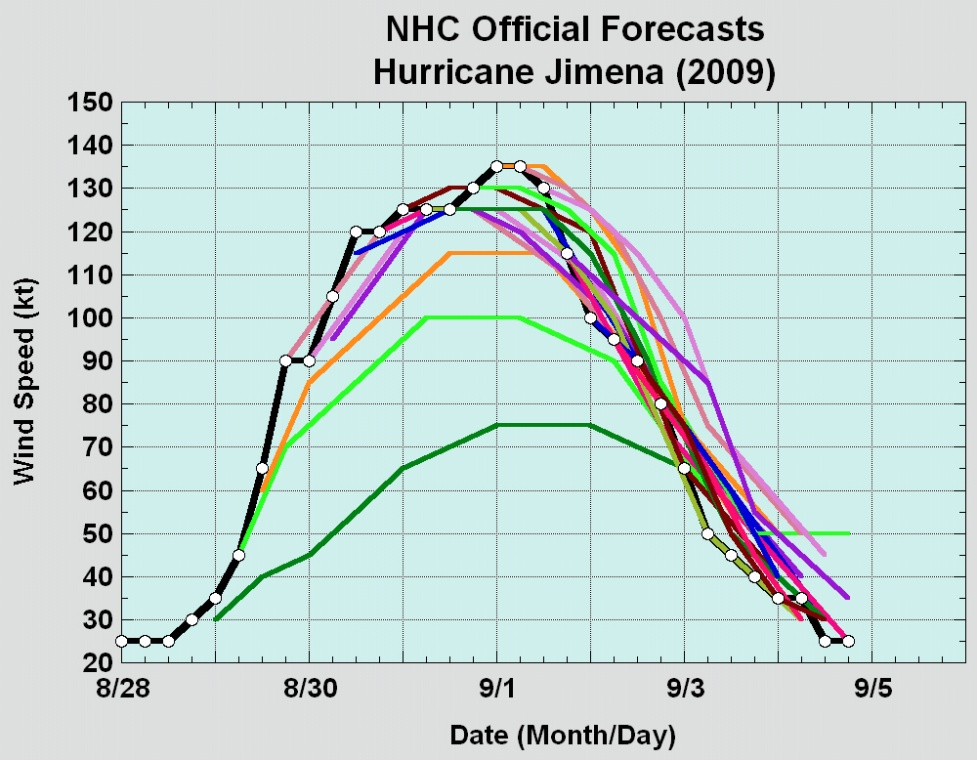 NHC Official Forecasts
Hurricane Jimena (2009)
150
140
130
120
110
100
90
80
70
60
50
40
30
20
Wind Speed (kt)
8/28 8/30 9/1 9/3 9/5
Date (Month/Day)